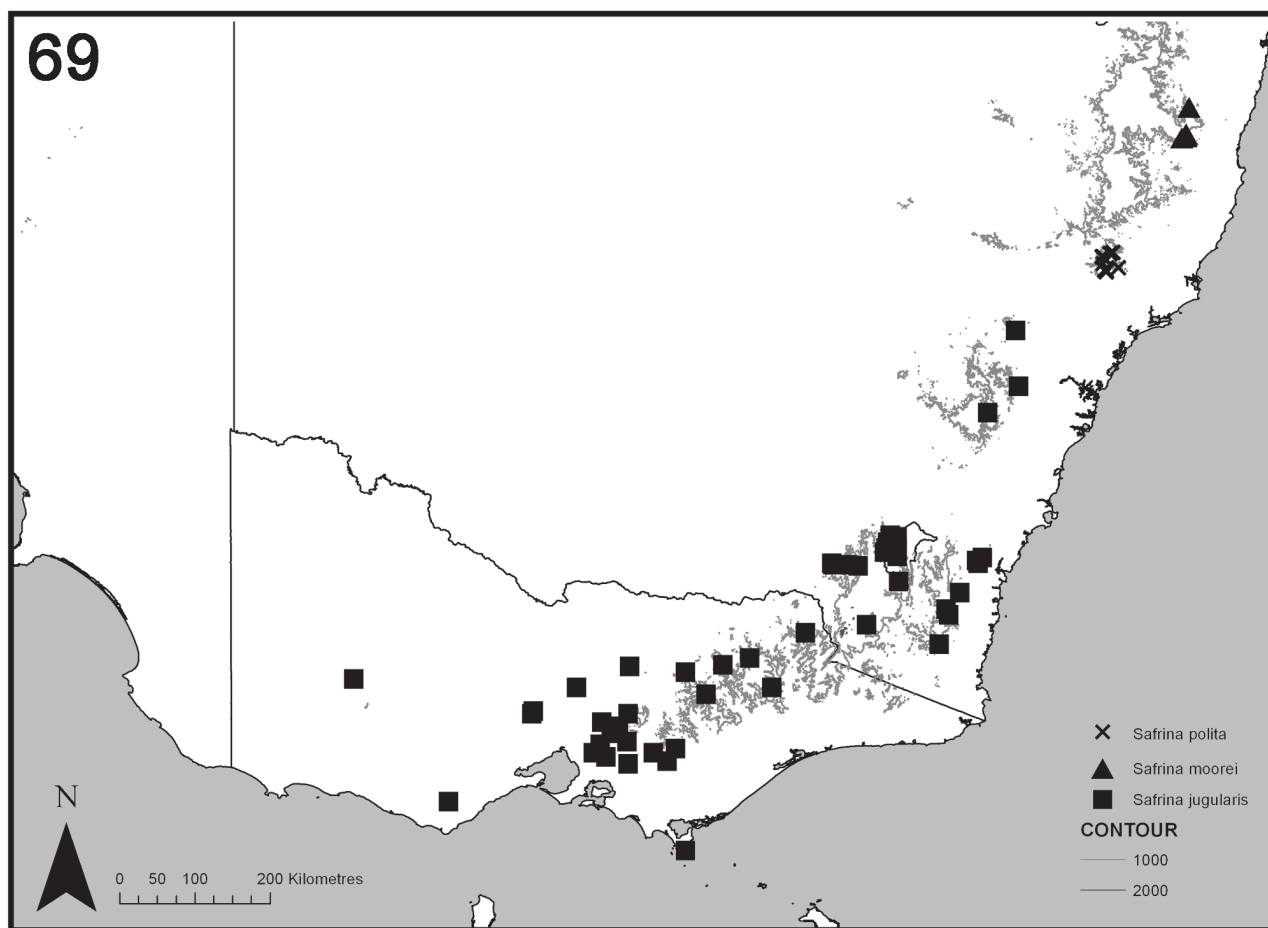 69
Safrina polita
Safrina moorei
Safrina jugularis
CONTOUR
1000
2000
N
0 50 100 200 Kilometres